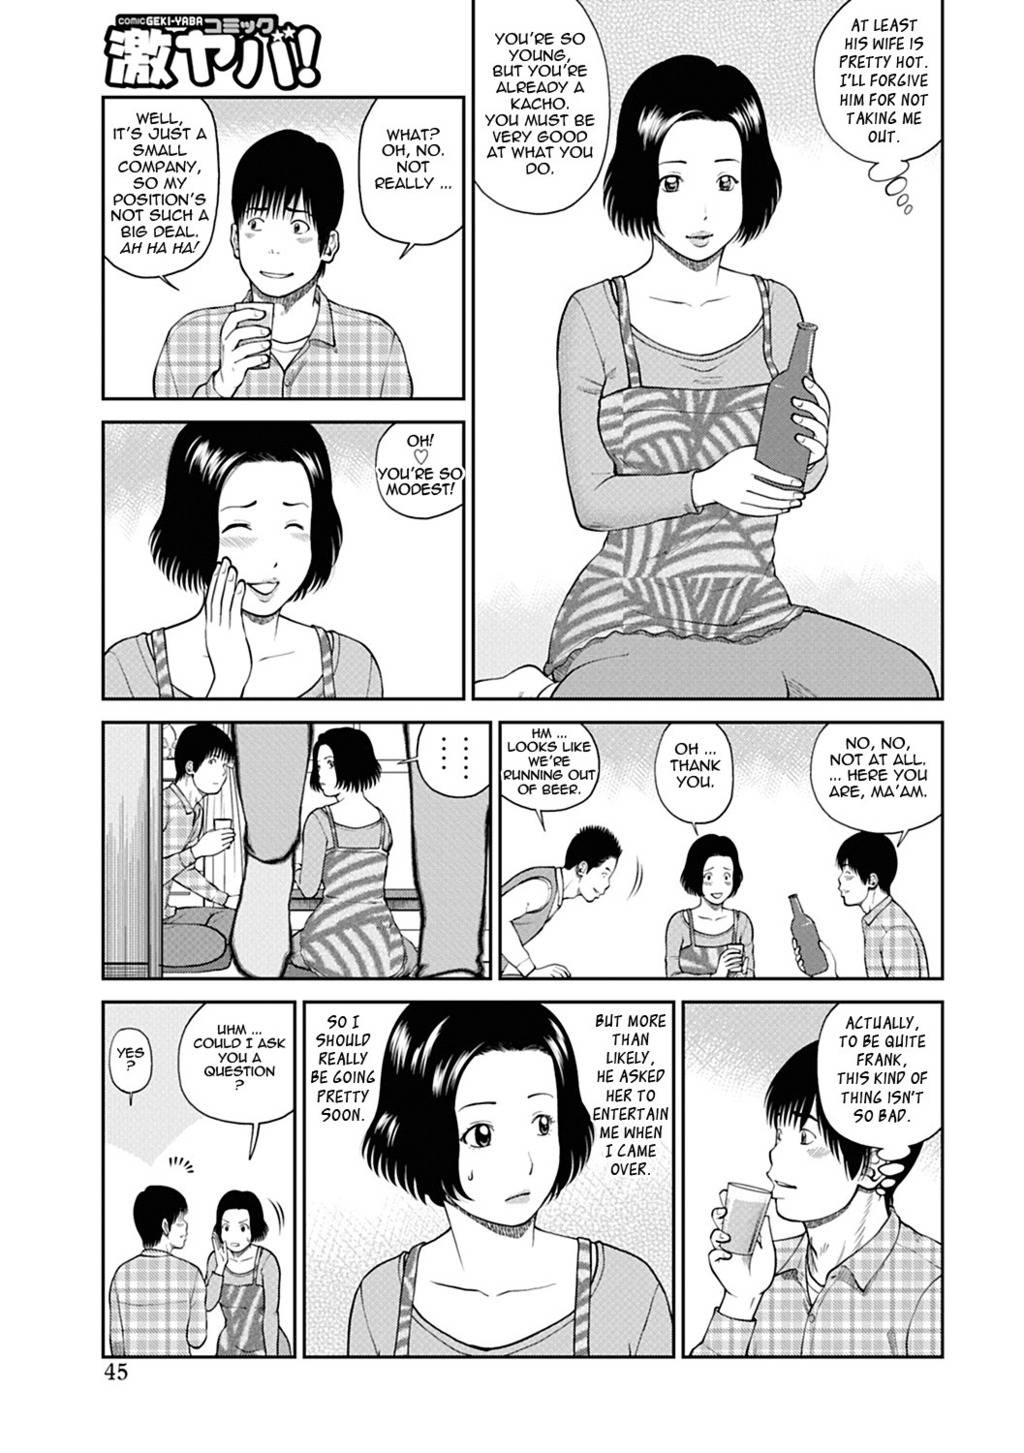 COMIC GEKI-YABA コミック
激ヤバ!
AT LEAST
HIS WIFE IS
PRETTY HOT.
I'LL FORGIVE
HIM FOR NOT
TAKING ME
OUT.
YOU'RE SO
YOUNG,
BUT YOU'RE
ALREADY A
KACHO.
YOU MUST BE
VERY GOOD
AT WHAT YOU
DO.
WHAT?
OH, NO.
NOT
REALLY ...
WELL,
IT'S JUST A
SMALL
COMPANY,
SO MY
POSITION'S
NOT SUCH A
BIG DEAL.
AH HA HA!
OH!
♡
YOU'RE SO
MODEST!
NO, NO,
NOT AT ALL.
... HERE YOU
ARE, MA'AM.
OH ...
THANK
YOU.
HM ...
LOOKS LIKE
WE'RE
RUNNING OUT
OF BEER.
......
ACTUALLY,
TO BE QUITE
FRANK,
THIS KIND OF
THING ISN'T
SO BAD.
BUT MORE
THAN
LIKELY,
HE ASKED
HER TO
ENTERTAIN
ME WHEN
I CAME
OVER.
SO I
SHOULD
REALLY
BE GOING
PRETTY
SOON.
UHM ...
COULD I ASK
YOU A
QUESTION
?
YES
?
45